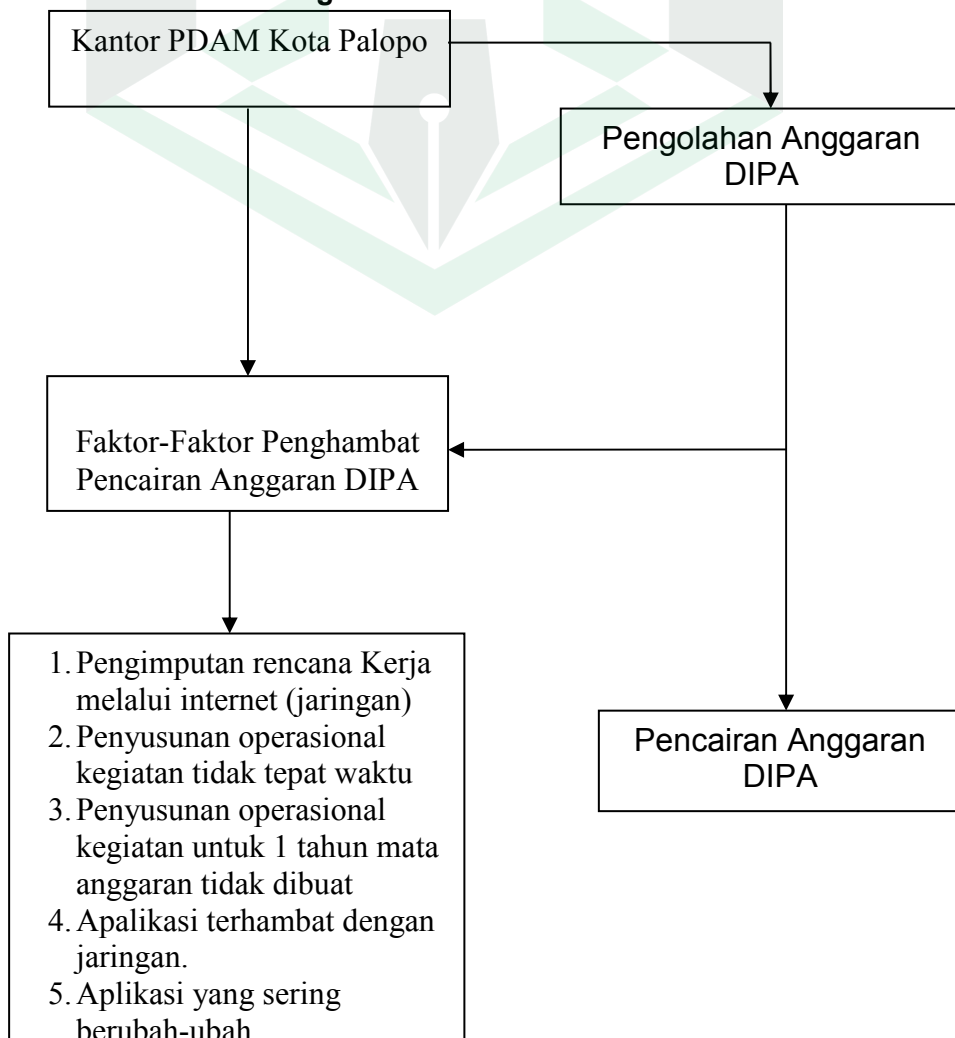 Kantor PDAM Kota Palopo
Pengolahan Anggaran
DIPA
Faktor-Faktor Penghambat
Pencairan Anggaran DIPA
1. Pengimputan rencana Kerja
melalui internet (jaringan)
2. Penyusunan operasional
kegiatan tidak tepat waktu
3. Penyusunan operasional
kegiatan untuk 1 tahun mata
anggaran tidak dibuat
4. Apalikasi terhambat dengan
jaringan.
5. Aplikasi yang sering
berubah-ubah
Pencairan Anggaran
DIPA